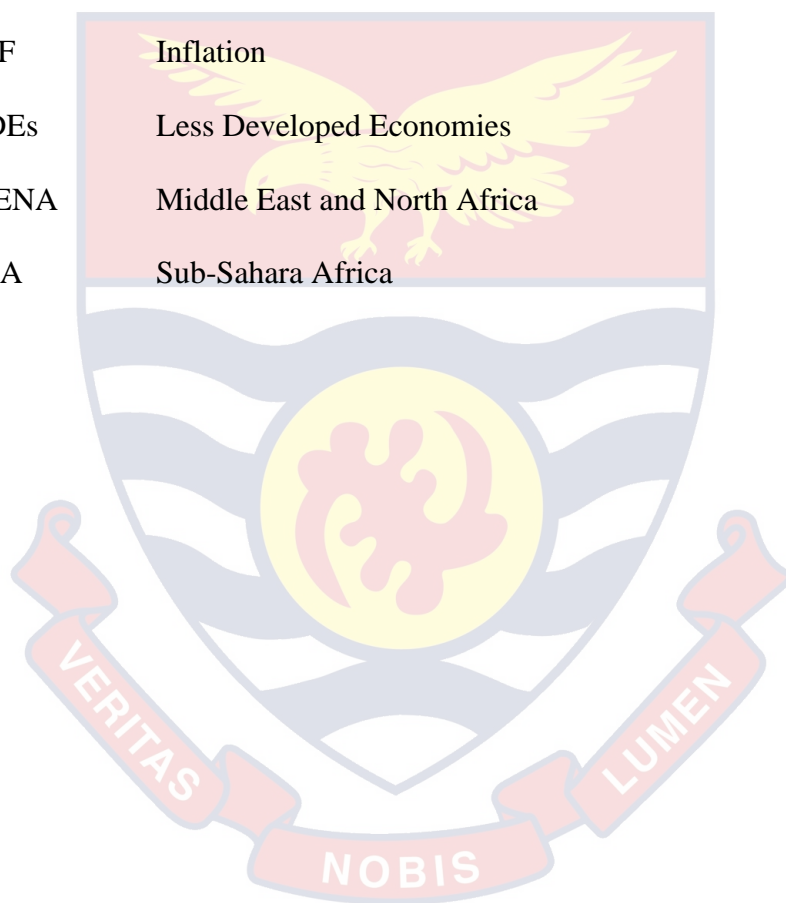 F Inflation
DEs Less Developed Economies
ENA Middle East and North Africa
A Sub-Sahara Africa
VERITAS
NOBIS
LUMEN